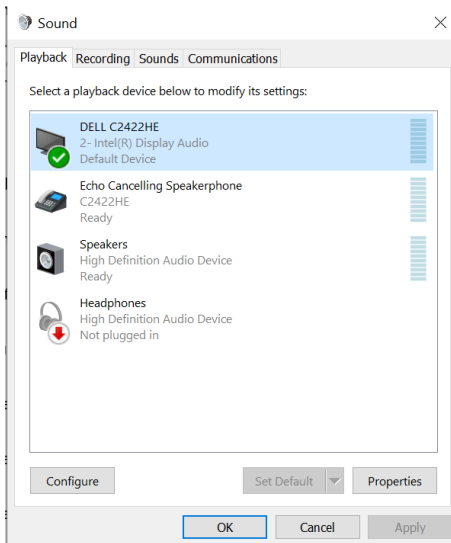 Sound
Playback Recording Sounds Communications
Select a playback device below to modify its settings:
DELL C2422HE
2- Intel(R) Display Audio
Default Device
Echo Cancelling Speakerphone
C2422HE
Ready
Speakers
High Definition Audio Device
Ready
Headphones
High Definition Audio Device
Not plugged in
Configure Set Default Properties
OK Cancel Apply